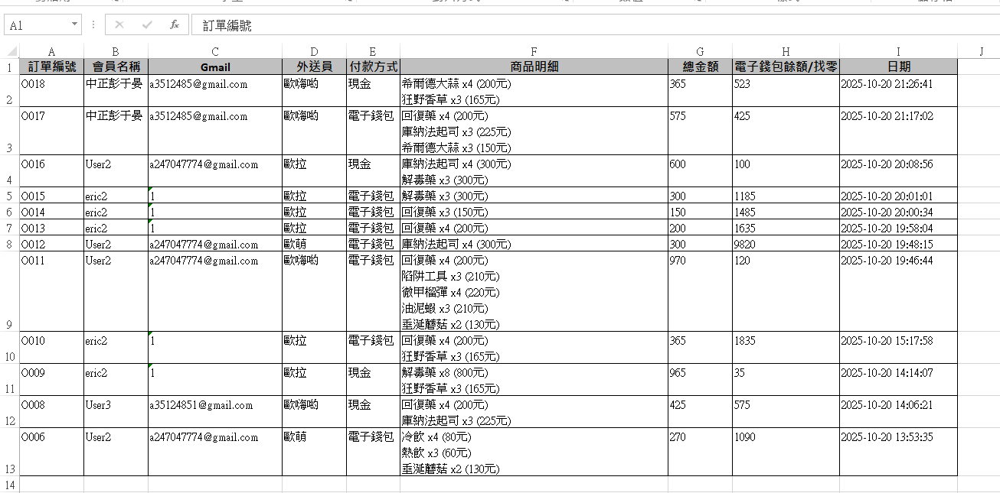 A1
fx
訂單編號
A B C D E F G H I J
1 訂單編號 會員名稱 Gmail 外送員 付款方式 商品明細 總金額 電子錢包餘額/找零 日期
O018 中正彭于晏 a3512485@gmail.com 歐嗨喲 現金 希爾德大蒜 x4 (200元) 365 523 2025-10-20 21:26:41
2 狂野香草 x3 (165元)
O017 中正彭于晏 a3512485@gmail.com 歐嗨喲 電子錢包 回復藥 x4 (200元) 575 425 2025-10-20 21:17:02
庫納法起司 x3 (225元)
3 希爾德大蒜 x3 (150元)
O016 User2 a247047774@gmail.com 歐拉 現金 庫納法起司 x4 (300元) 600 100 2025-10-20 20:08:56
4 解毒藥 x3 (300元)
5 O015 eric2 1 歐拉 電子錢包 解毒藥 x3 (300元) 300 1185 2025-10-20 20:01:01
6 O014 eric2 1 歐拉 電子錢包 回復藥 x3 (150元) 150 1485 2025-10-20 20:00:34
7 O013 eric2 1 歐拉 電子錢包 回復藥 x4 (200元) 200 1635 2025-10-20 19:58:04
8 O012 User2 a247047774@gmail.com 歐萌 電子錢包 庫納法起司 x4 (300元) 300 9820 2025-10-20 19:48:15
O011 User2 a247047774@gmail.com 歐嗨喲 電子錢包 回復藥 x4 (200元) 970 120 2025-10-20 19:46:44
陷阱工具 x3 (210元)
徹甲榴彈 x4 (220元)
油泥蝦 x3 (210元)
9 垂涎蘑菇 x2 (130元)
O010 eric2 1 歐拉 電子錢包 回復藥 x4 (200元) 365 1835 2025-10-20 15:17:58
10 狂野香草 x3 (165元)
O009 eric2 1 歐拉 現金 解毒藥 x8 (800元) 965 35 2025-10-20 14:14:07
11 狂野香草 x3 (165元)
O008 User3 a35124851@gmail.com 歐嗨喲 現金 回復藥 x4 (200元) 425 575 2025-10-20 14:06:21
12 庫納法起司 x3 (225元)
O006 User2 a247047774@gmail.com 歐萌 電子錢包 冷飲 x4 (80元) 270 1090 2025-10-20 13:53:35
熱飲 x3 (60元)
13 垂涎蘑菇 x2 (130元)
14